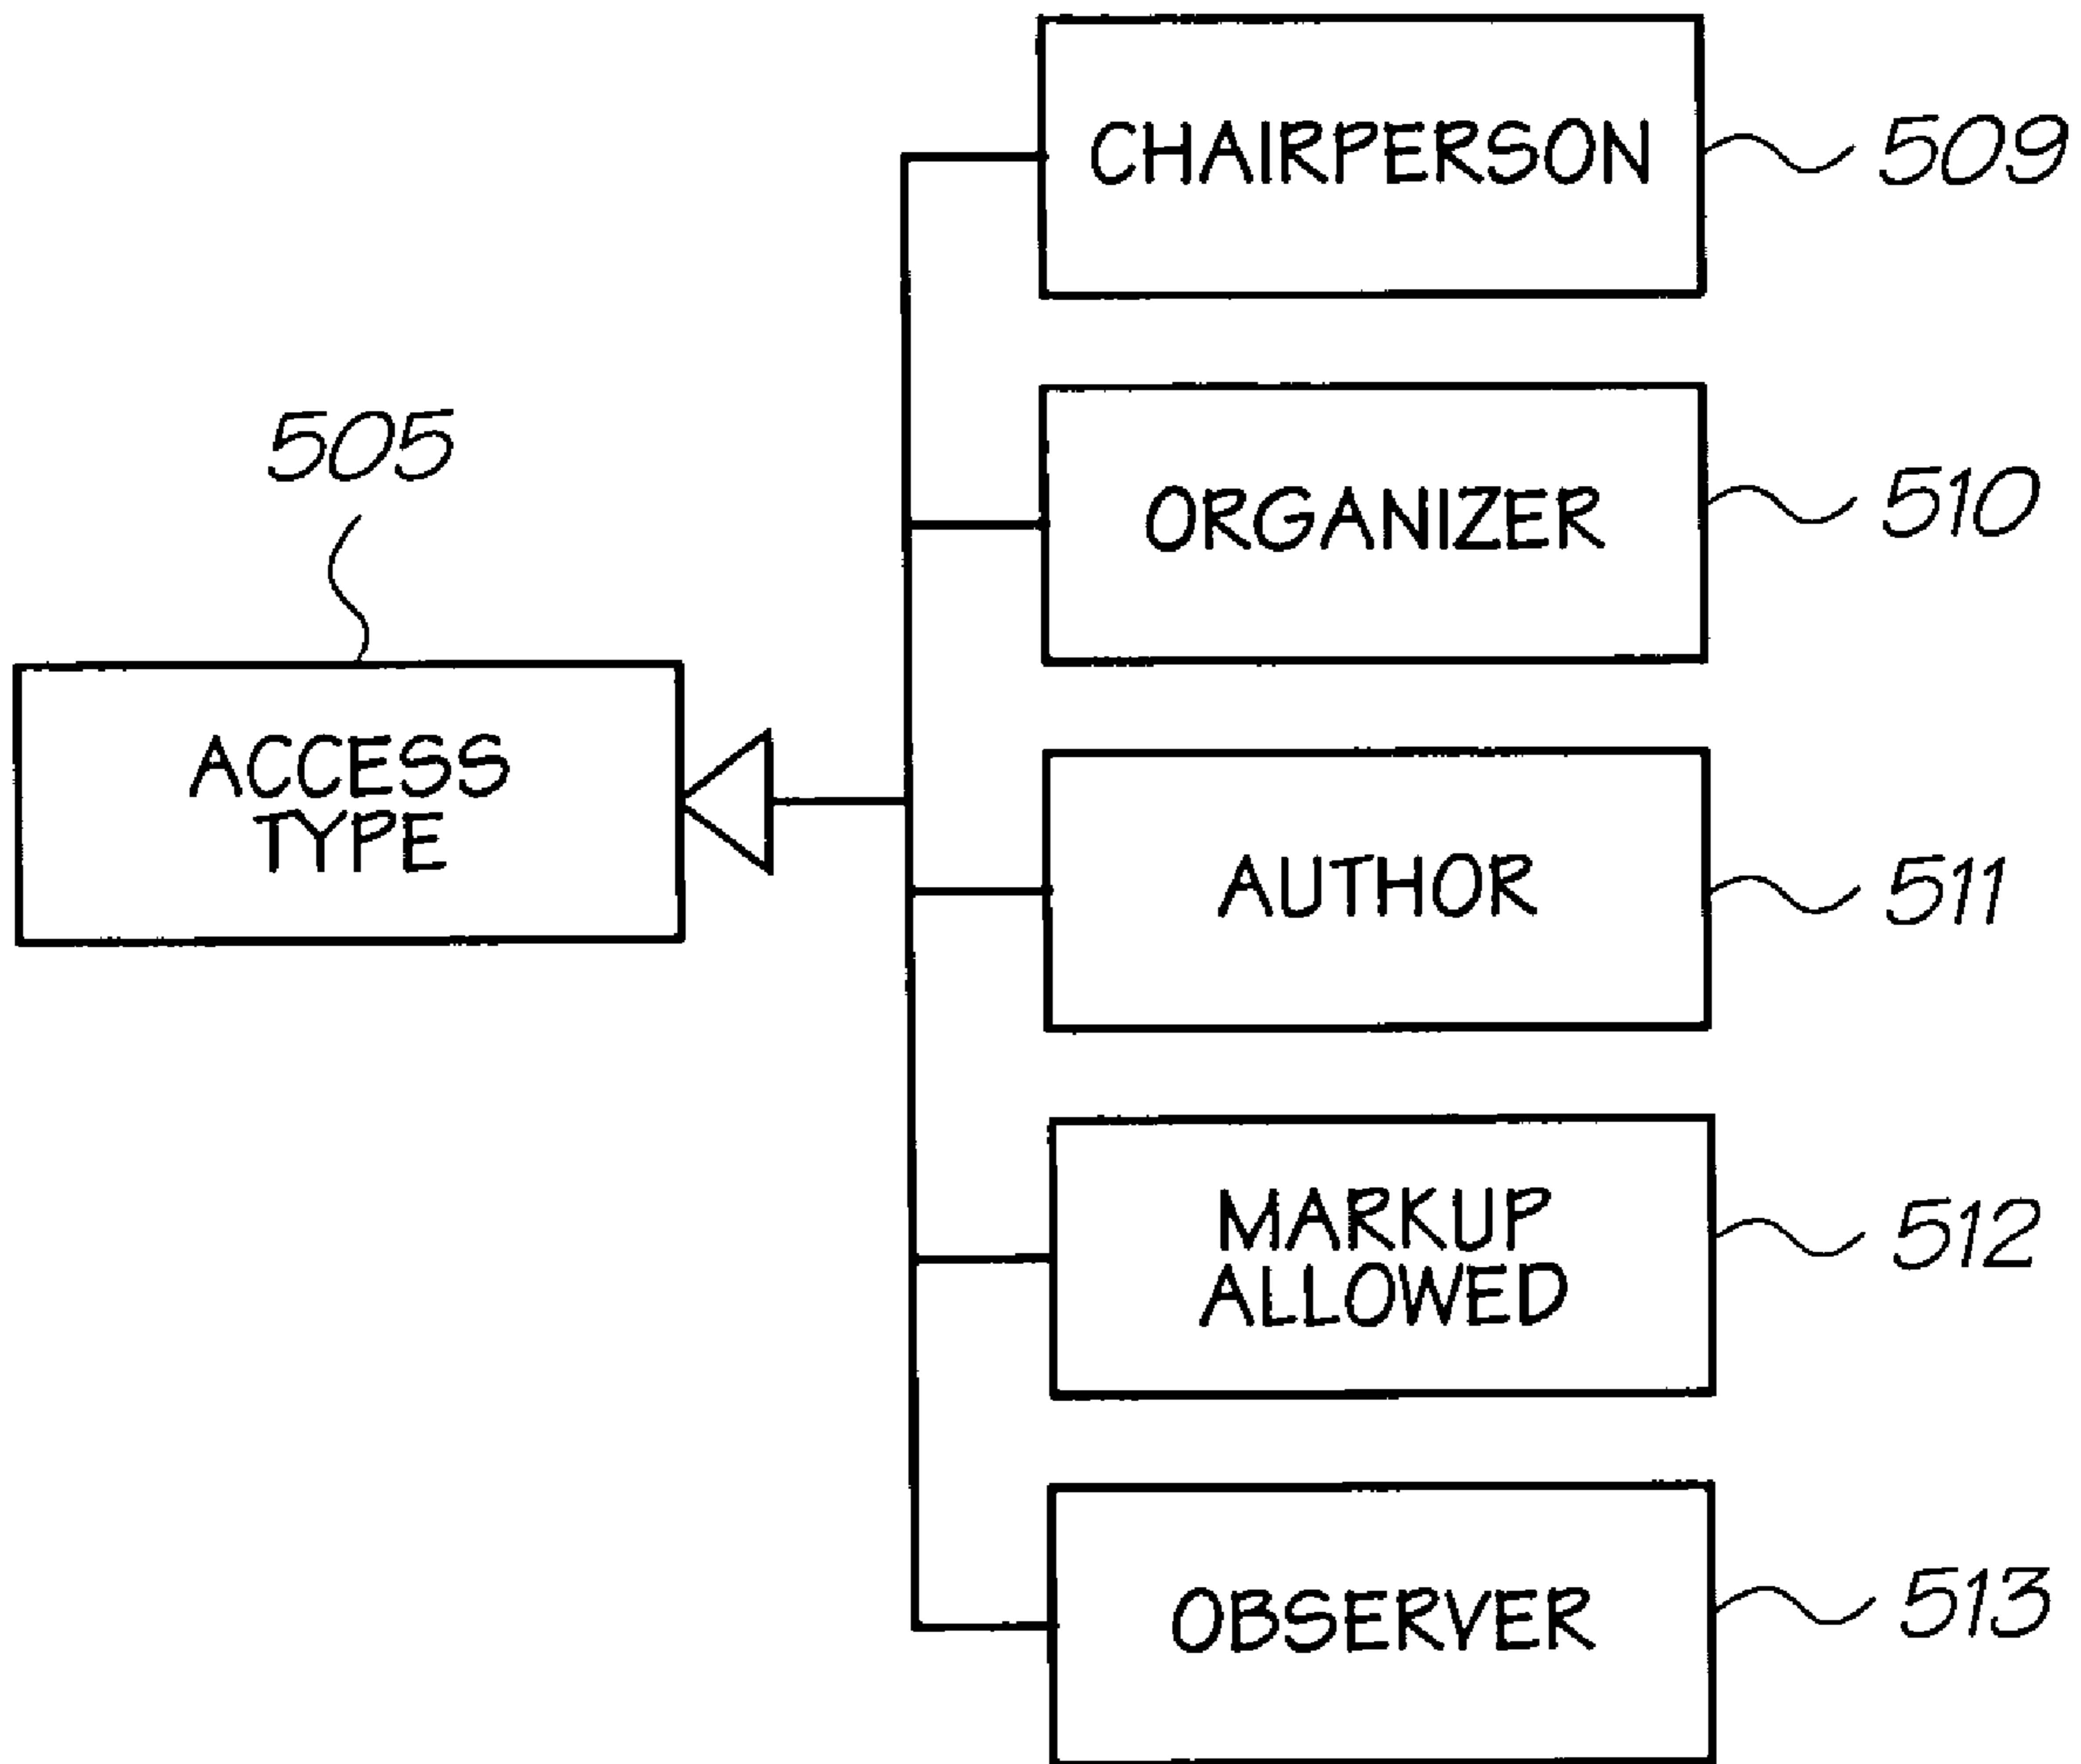 CHAIRPERSON
509
505
ORGANIZER
510
ACCESS
TYPE
AUTHOR
511
MARKUP
ALLOWED
512
OBSERVER
513